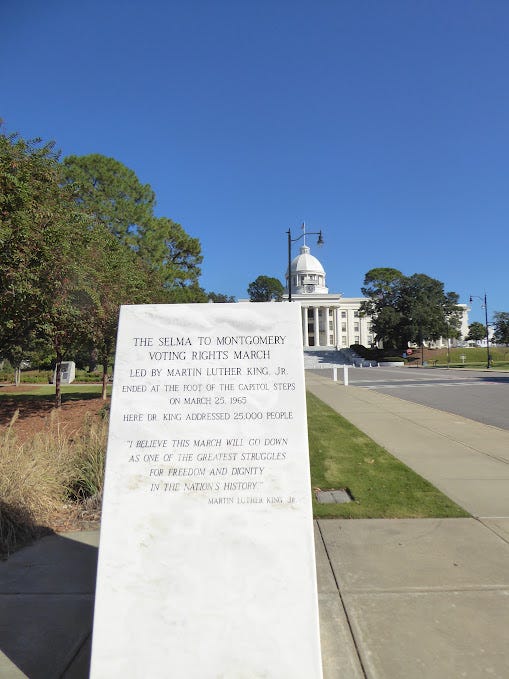 THE SELMA TO MONTGOMERY
VOTING RIGHTS MARCH
LED BY MARTIN LUTHER KING, JR.
ENDED AT THE FOOT OF THE CAPITOL STEPS
ON MARCH 25, 1965.
HERE DR. KING ADDRESSED 25,000 PEOPLE
"I BELIEVE THIS MARCH WILL GO DOWN
AS ONE OF THE GREATEST STRUGGLES
FOR FREEDOM AND DIGNITY
IN THE NATION'S HISTORY."
MARTIN LUTHER KING, JR.